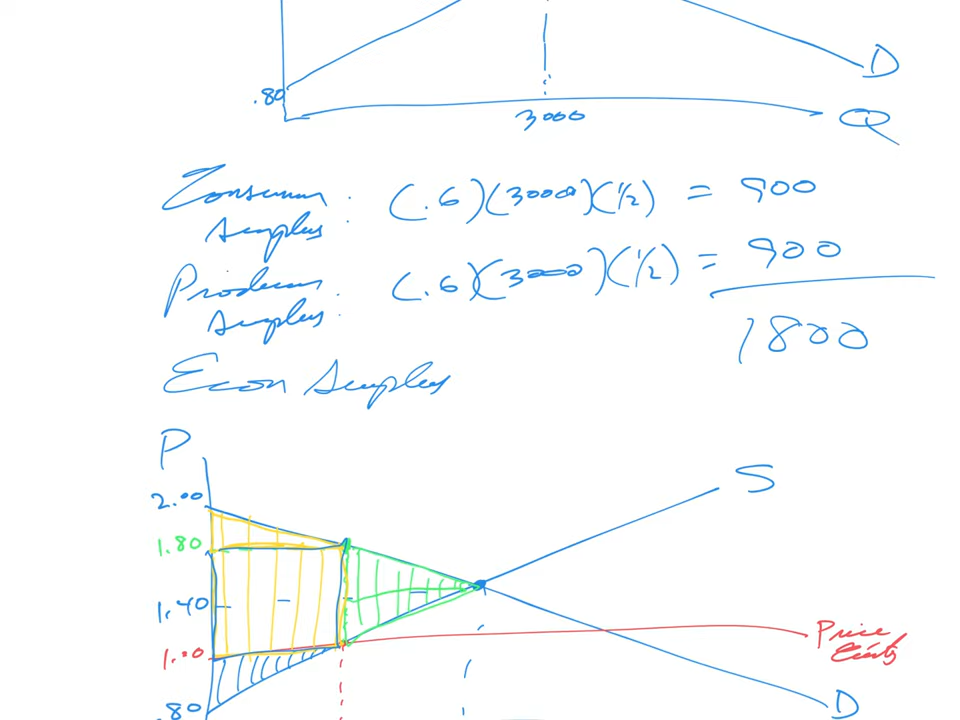 .80
D
3000
Q
Consumer : (.6)(3000)(1/2) = 900
Surplus
Producer : (.6)(3000)(1/2) = 900
Surplus
1800
Econ Surplus
P
S
2.00
1.80
1.40
Price
1.00
.80
D